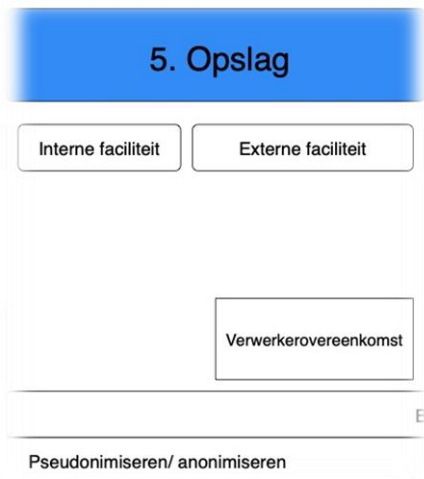 5. Opslag
Interne faciliteit
Externe faciliteit
Verwerkerovereenkomst
Pseudonimiseren/ anonimiseren